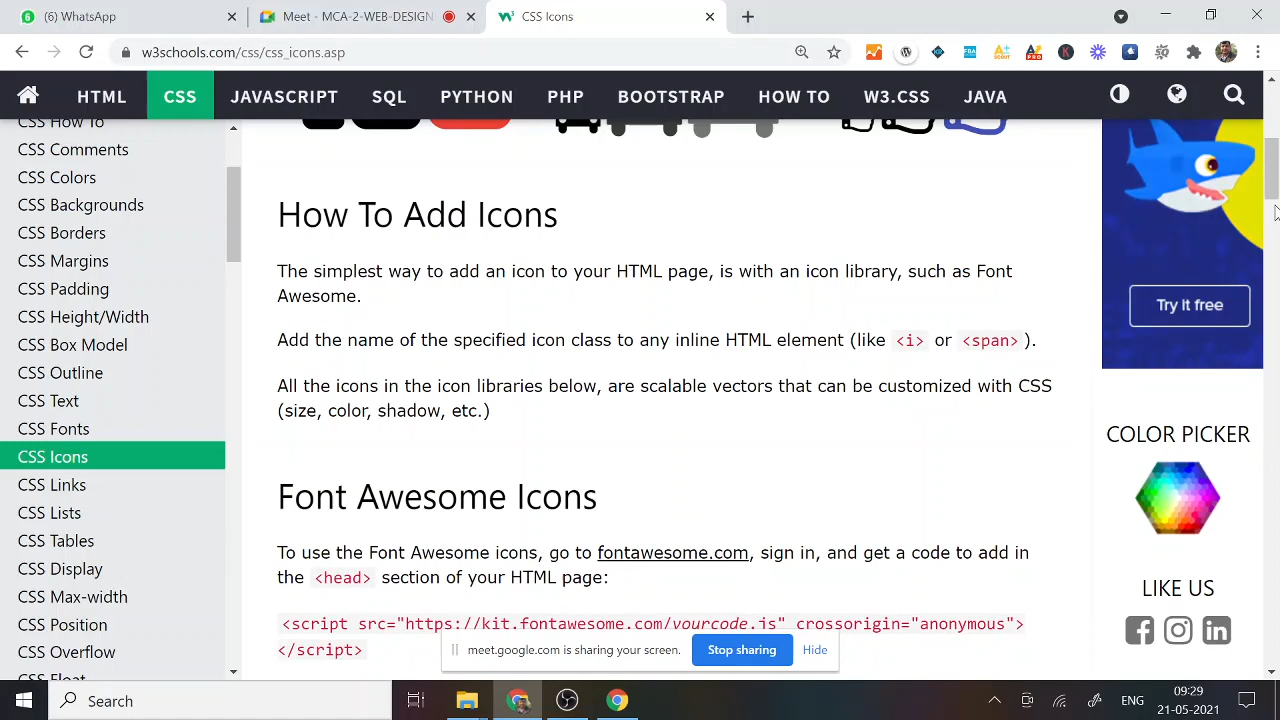 6
(6) WhatsApp
Meet - MCA-2-WEB-DESIGN
CSS Icons
w3schools.com/css/css_icons.asp
HTML
CSS
JAVASCRIPT
SQL
PYTHON
PHP
BOOTSTRAP
HOW TO
W3.CSS
JAVA
CSS How To
CSS Comments
CSS Colors
CSS Backgrounds
CSS Borders
CSS Margins
CSS Padding
CSS Height/Width
CSS Box Model
CSS Outline
CSS Text
CSS Fonts
CSS Icons
CSS Links
CSS Lists
CSS Tables
CSS Display
CSS Max-width
CSS Position
CSS Overflow
CSS Float
How To Add Icons
The simplest way to add an icon to your HTML page, is with an icon library, such as Font
Awesome.
Add the name of the specified icon class to any inline HTML element (like <i> or <span> ).
All the icons in the icon libraries below, are scalable vectors that can be customized with CSS
(size, color, shadow, etc.)
Font Awesome Icons
To use the Font Awesome icons, go to fontawesome.com, sign in, and get a code to add in
the <head> section of your HTML page:
<script src="https://kit.fontawesome.com/yourcode.js" crossorigin="anonymous">
</script>
Try it free
COLOR PICKER
LIKE US
meet.google.com is sharing your screen.
Stop sharing
Hide
Search
ENG
09:29
21-05-2021